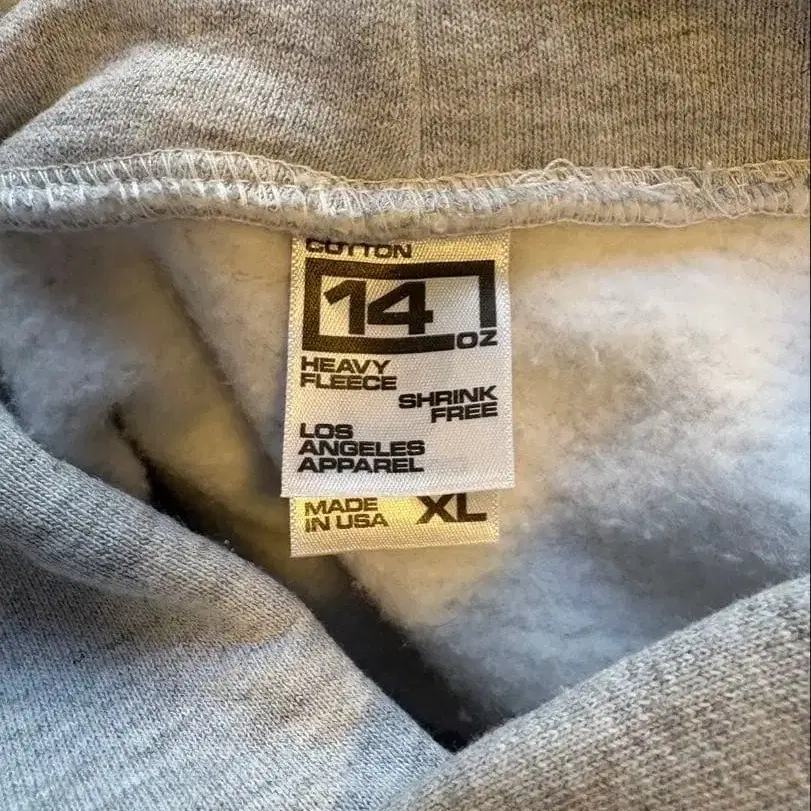 COTTON
14
OZ
HEAVY
FLEECE
SHRINK
FREE
LOS
ANGELES
APPAREL
MADE
IN USA
XL